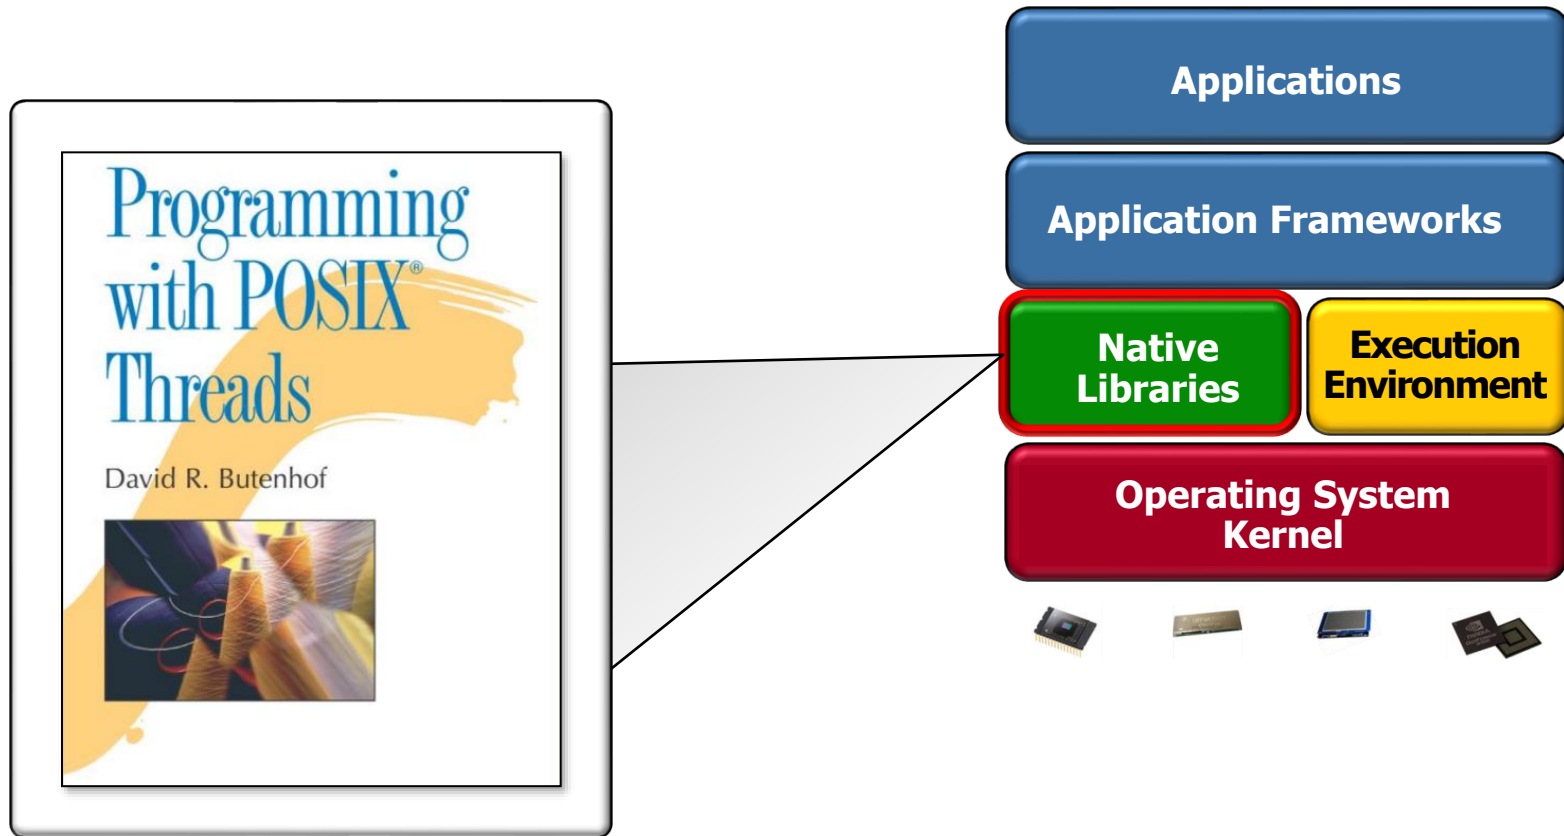 Programming
with POSIX®
Threads
David R. Butenhof
Applications
Application Frameworks
Native
Libraries
Execution
Environment
Operating System
Kernel